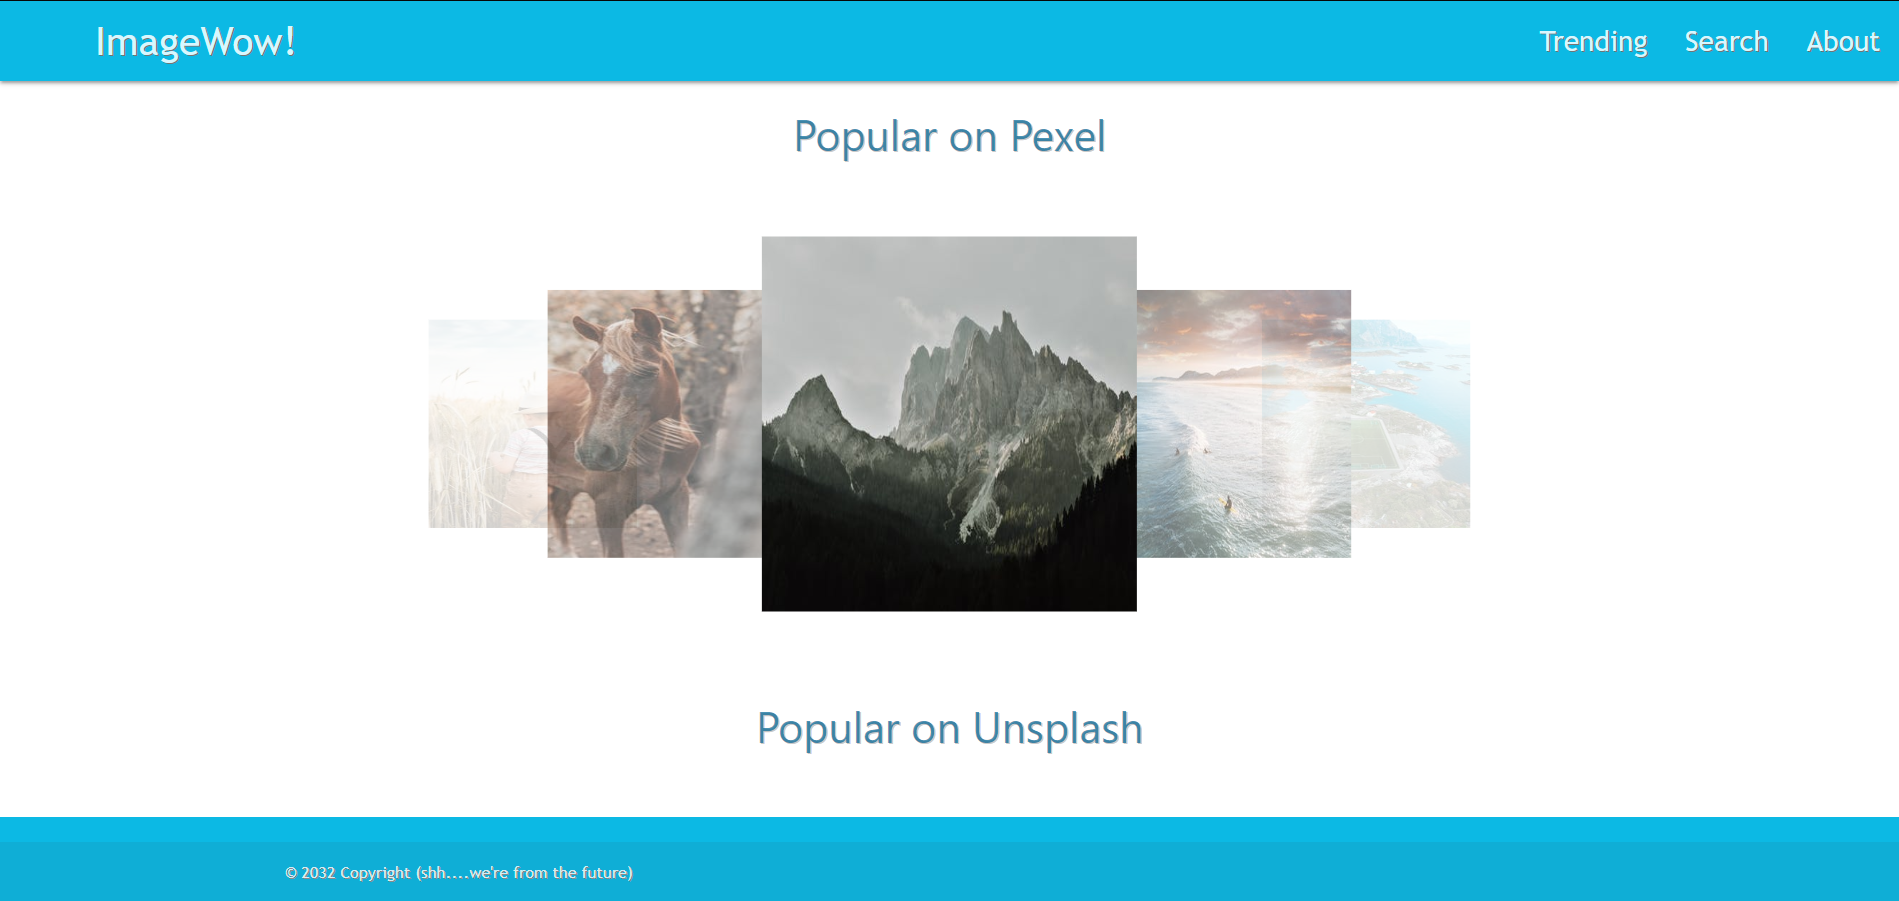 ImageWow!
Trending Search About
Popular on Pexel
Popular on Unsplash
© 2032 Copyright (shh....we're from the future)